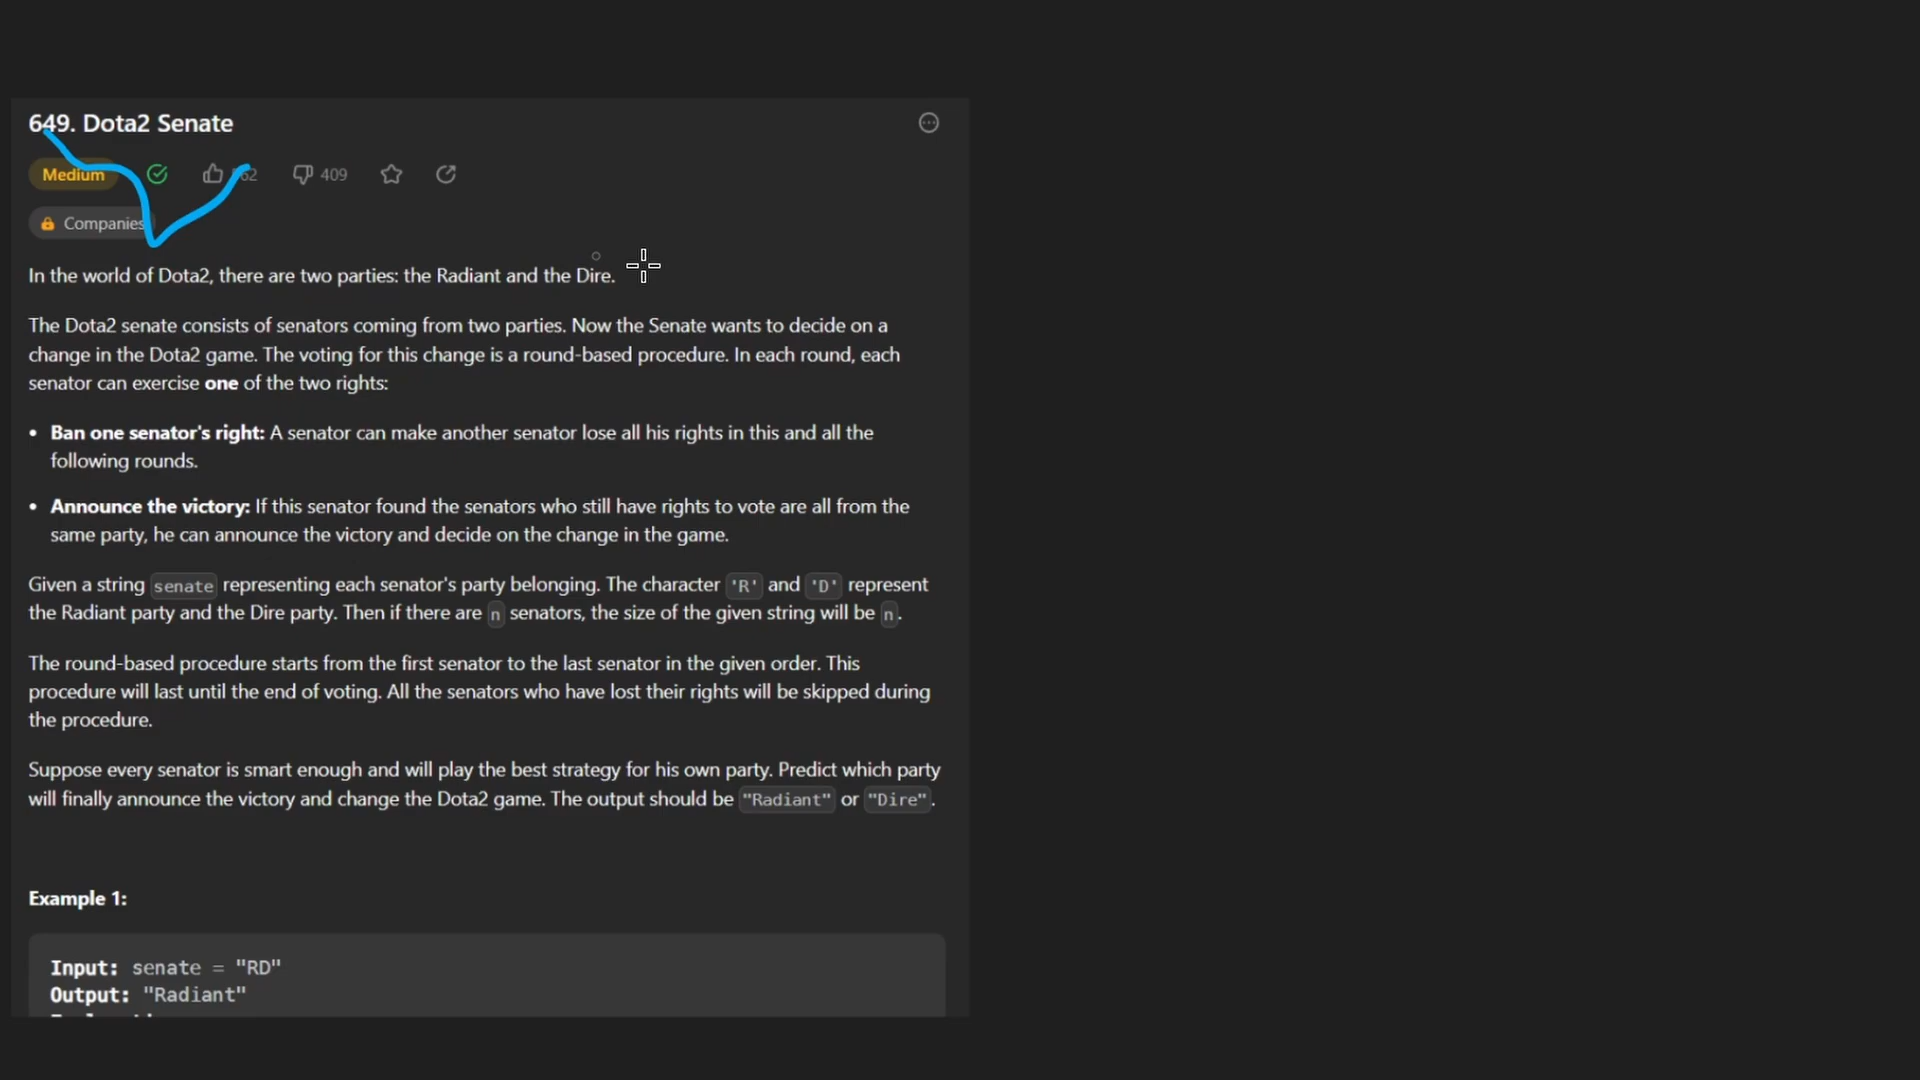 649. Dota2 Senate
Medium 409
Companies
In the world of Dota2, there are two parties: the Radiant and the Dire.
The Dota2 senate consists of senators coming from two parties. Now the Senate wants to decide on a
change in the Dota2 game. The voting for this change is a round-based procedure. In each round, each
senator can exercise one of the two rights:
• Ban one senator's right: A senator can make another senator lose all his rights in this and all the
following rounds.
• Announce the victory: If this senator found the senators who still have rights to vote are all from the
same party, he can announce the victory and decide on the change in the game.
Given a string senate representing each senator's party belonging. The character 'R' and 'D' represent
the Radiant party and the Dire party. Then if there are n senators, the size of the given string will be n.
The round-based procedure starts from the first senator to the last senator in the given order. This
procedure will last until the end of voting. All the senators who have lost their rights will be skipped during
the procedure.
Suppose every senator is smart enough and will play the best strategy for his own party. Predict which party
will finally announce the victory and change the Dota2 game. The output should be "Radiant" or "Dire".
Example 1:
Input: senate = "RD"
Output: "Radiant"